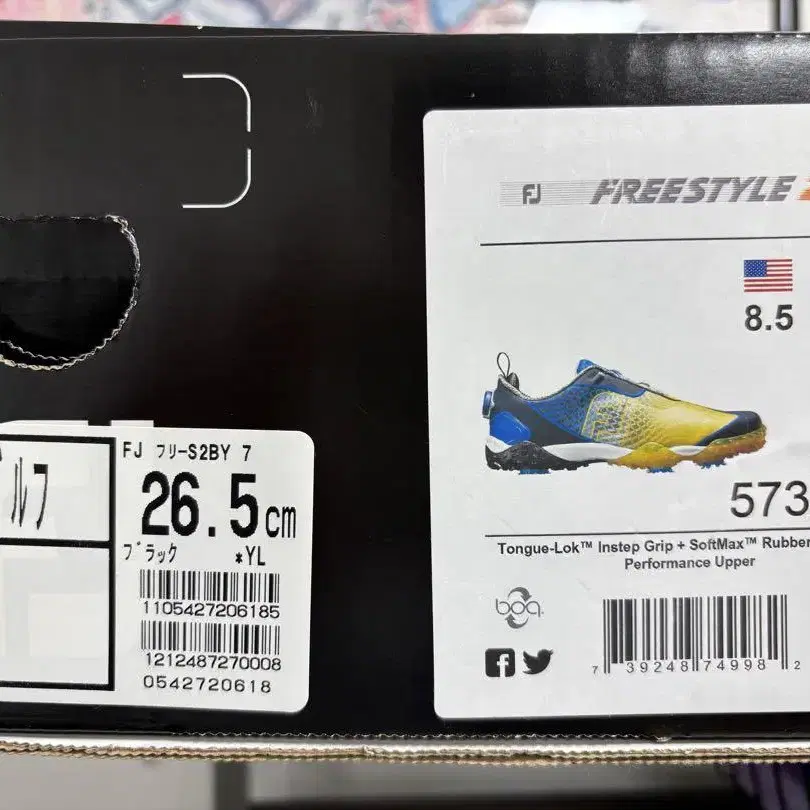 FJ FREESTYLE
8.5
573
Tongue-Lok™ Instep Grip + SoftMax™ Rubber
Performance Upper
boa
7 39248 74998 2
ルフ
FJ フリーS2BY 7
26.5cm
ブラック *YL
1105427206185
1212487270008
0542720618